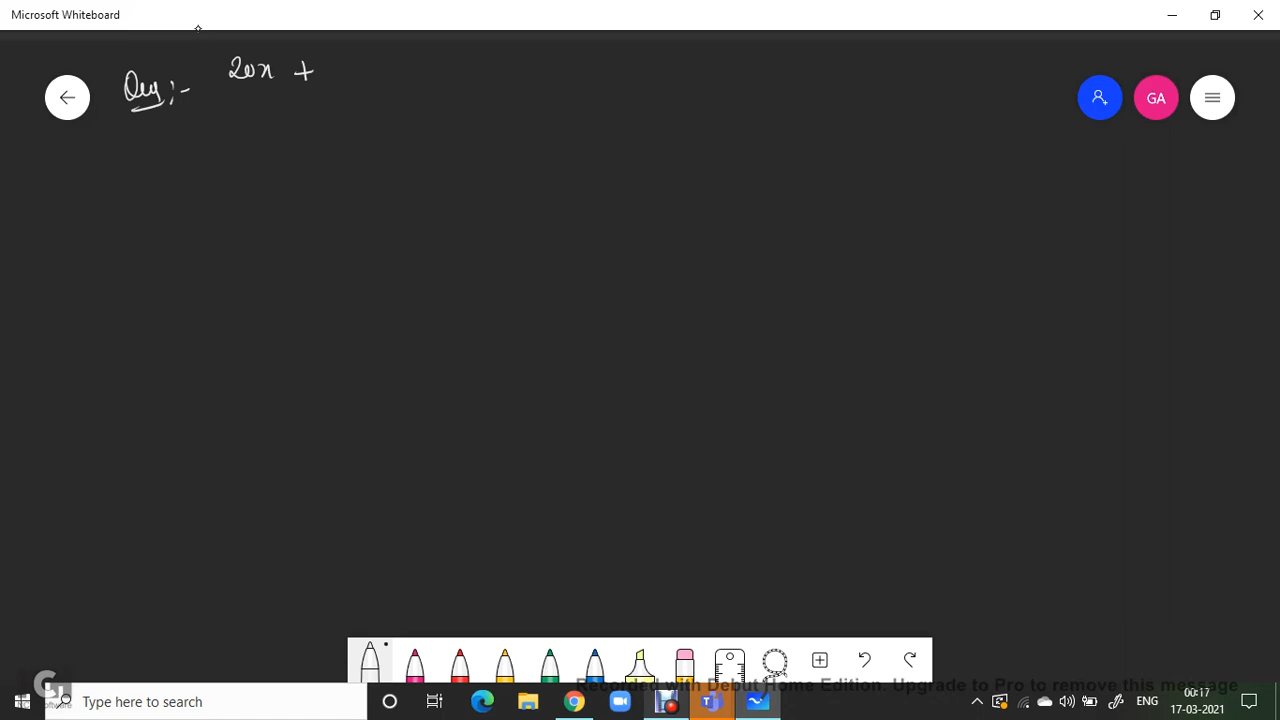 Microsoft Whiteboard
Que :- 20x +
GA
Recorded with Debut Home Edition. Upgrade to Pro to remove this message
Type here to search
ENG
00:17
17-03-2021